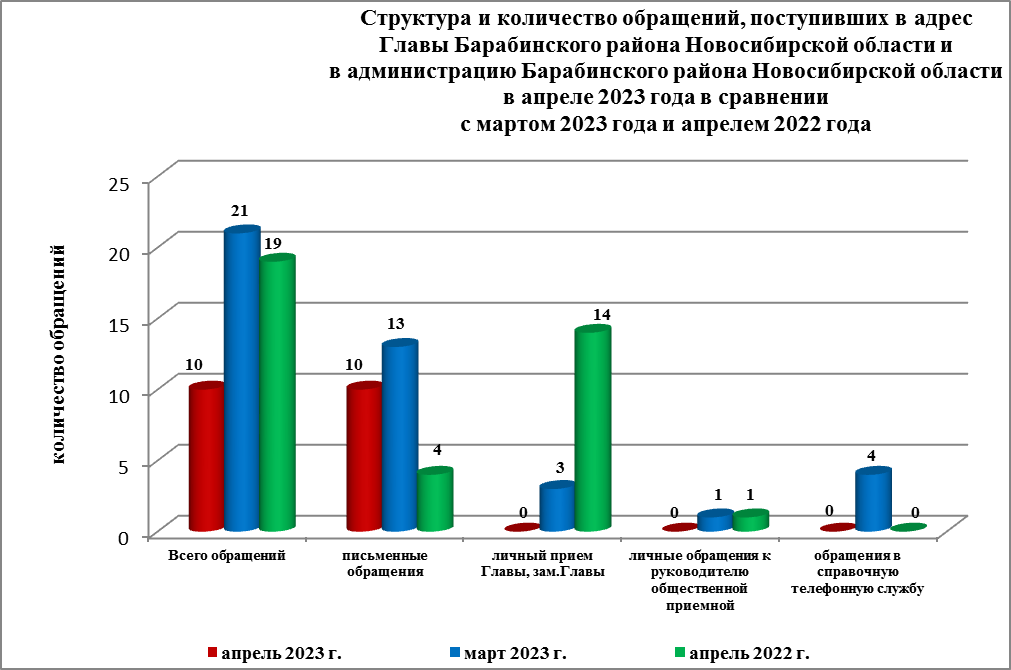 Структура и количество обращений, поступивших в адрес
Главы Барабинского района Новосибирской области и
в администрацию Барабинского района Новосибирской области
в апреле 2023 года в сравнении
с мартом 2023 года и апрелем 2022 года
количество обращений
25
20
15
10
5
0
10
21
19
10
13
4
0
3
14
0
1
1
0
4
0
Всего обращений
письменные
обращения
личный прием
Главы, зам.Главы
личные обращения к
руководителю
общественной
приемной
обращения в
справочную
телефонную службу
апрель 2023 г.
март 2023 г.
апрель 2022 г.